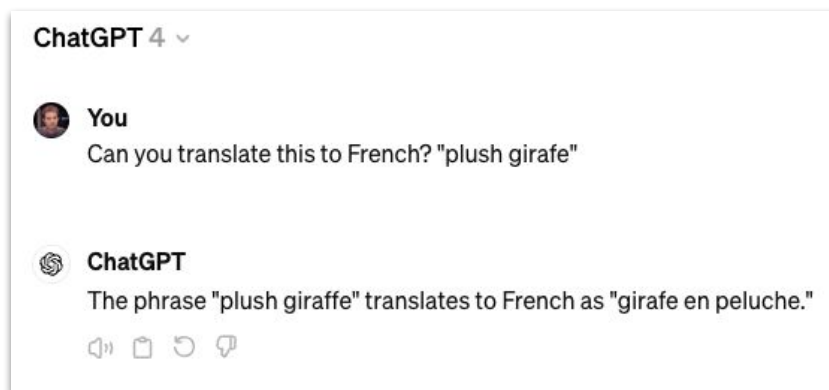 ChatGPT 4
You
Can you translate this to French? "plush girafe"
ChatGPT
The phrase "plush giraffe" translates to French as "girafe en peluche."